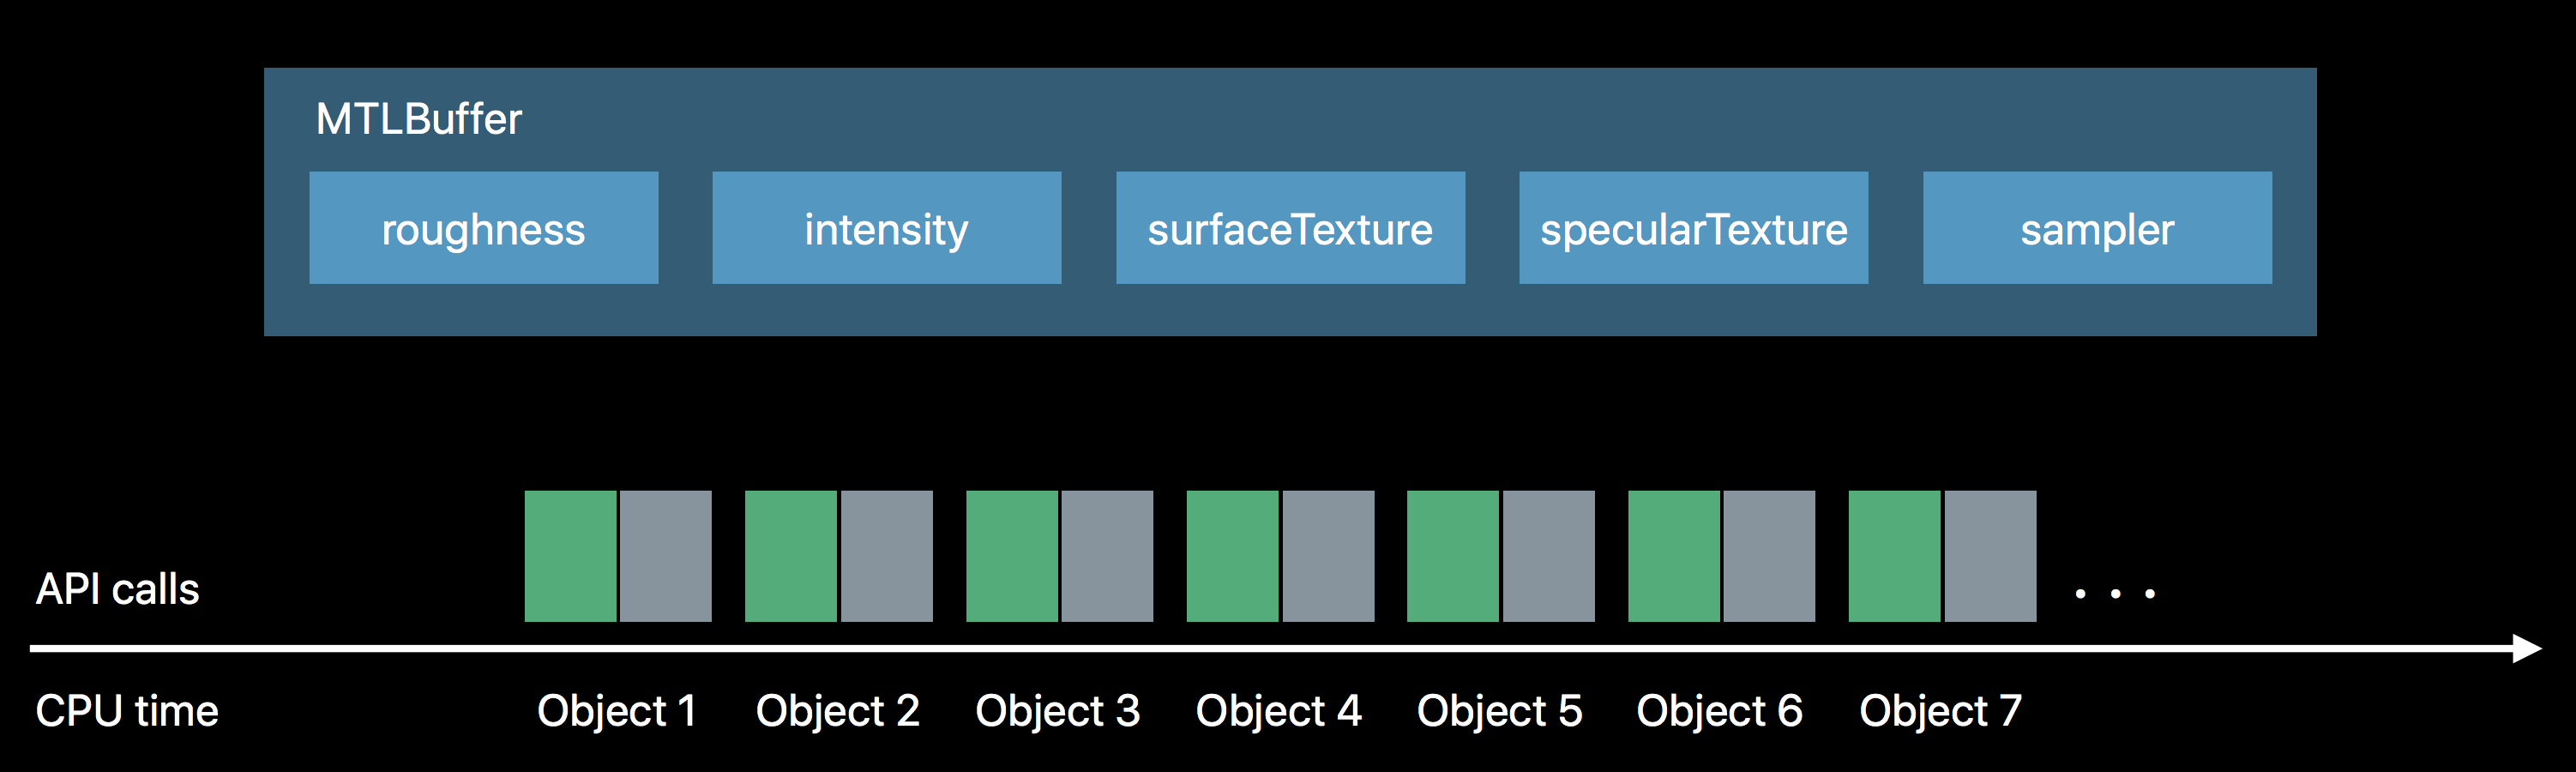 MTLBuffer
roughness intensity surfaceTexture specularTexture sampler
API calls
. . .
CPU time Object 1 Object 2 Object 3 Object 4 Object 5 Object 6 Object 7